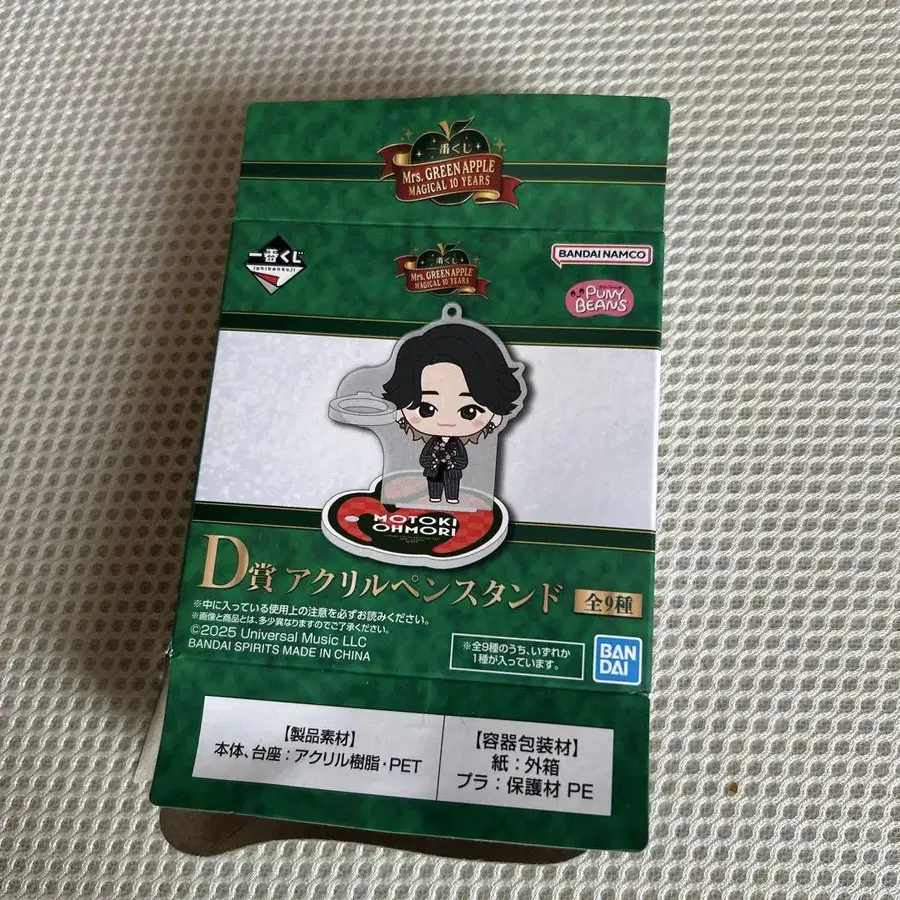 一番くじ
Mrs. GREEN APPLE
MAGICAL 10 YEARS
一番くじ
ichibankuji
一番くじ
Mrs. GREEN APPLE
MAGICAL 10 YEARS
BANDAI NAMCO
PUNY
BEANS
MOTOKI
OHMORI
D賞 アクリルペンスタンド 全9種
※中に入っている使用上の注意を必ずお読みください。
※画像と商品とは、多少異なりますのでご了承ください。
©2025 Universal Music LLC
BANDAI SPIRITS MADE IN CHINA
※全9種のうち、いずれか
1種が入っています。
BAN
DAI
【製品素材】
本体、台座：アクリル樹脂・PET
【容器包装材】
紙：外箱
プラ：保護材 PE